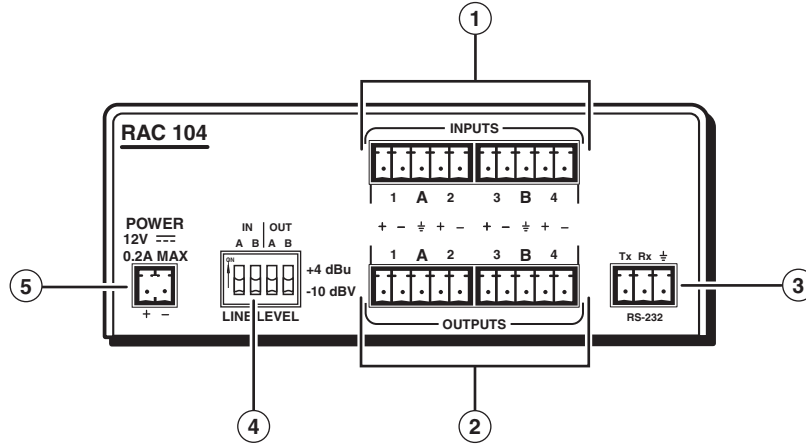 1
RAC 104
INPUTS
1 A 2 3 B 4
+ − ⏚ + − + − ⏚ + −
1 A 2 3 B 4
OUTPUTS
POWER
12V ⎓
0.2A MAX
+ −
5
IN OUT
A B A B
ON
+4 dBu
-10 dBV
LINE LEVEL
4
2
Tx Rx ⏚
RS-232
3